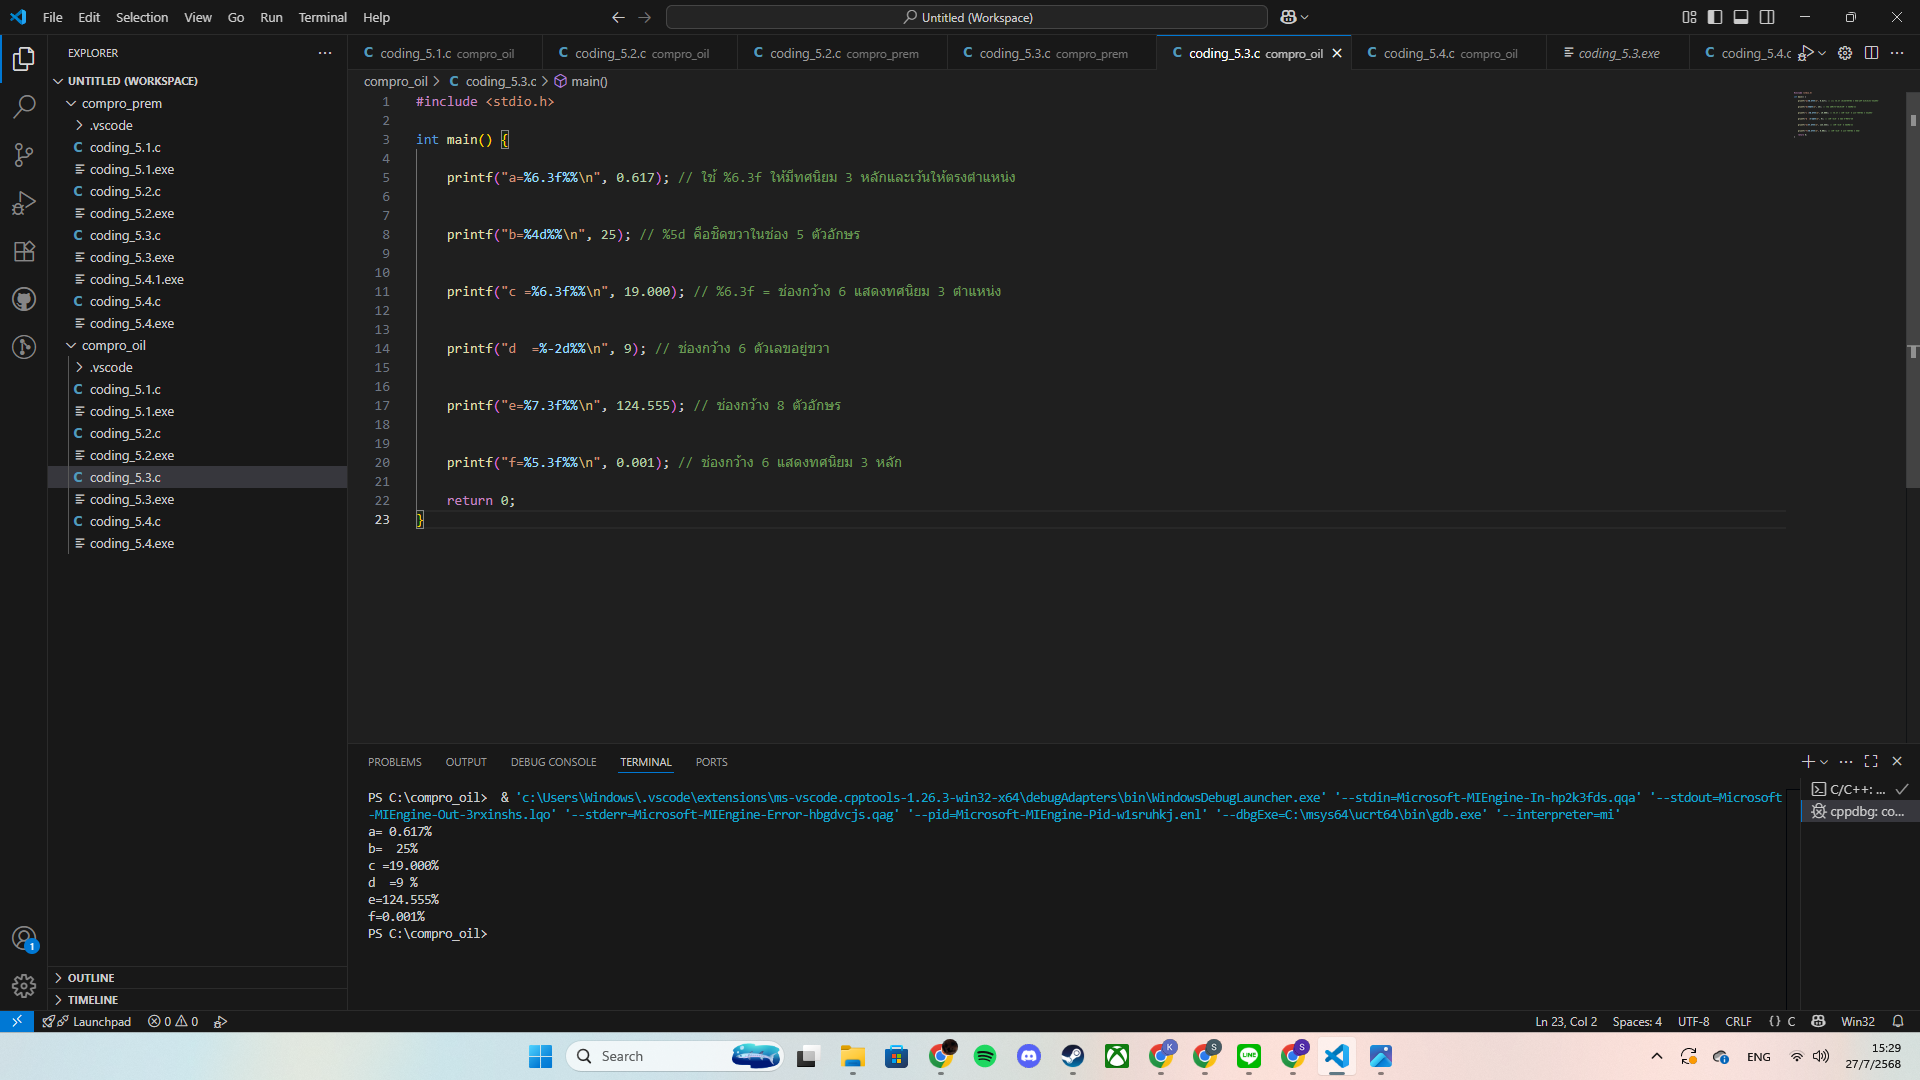 File Edit Selection View Go Run Terminal Help
Untitled (Workspace)
EXPLORER
UNTITLED (WORKSPACE)
compro_prem
.vscode
coding_5.1.c
coding_5.1.exe
coding_5.2.c
coding_5.2.exe
coding_5.3.c
coding_5.3.exe
coding_5.4.1.exe
coding_5.4.c
coding_5.4.exe
compro_oil
.vscode
coding_5.1.c
coding_5.1.exe
coding_5.2.c
coding_5.2.exe
coding_5.3.c
coding_5.3.exe
coding_5.4.c
coding_5.4.exe
OUTLINE
TIMELINE
coding_5.1.c compro_oil coding_5.2.c compro_oil coding_5.2.c compro_prem coding_5.3.c compro_prem coding_5.3.c compro_oil coding_5.4.c compro_oil coding_5.3.exe coding_5.4.c
compro_oil > coding_5.3.c > main()
1 #include <stdio.h>
2
3 int main() {
4
5 printf("a=%6.3f%%\n", 0.617); // ใช้ %6.3f ให้มีทศนิยม 3 หลักและเว้นให้ตรงตำแหน่ง
6
7
8 printf("b=%4d%%\n", 25); // %5d คือชิดขวาในช่อง 5 ตัวอักษร
9
10
11 printf("c =%6.3f%%\n", 19.000); // %6.3f = ช่องกว้าง 6 แสดงทศนิยม 3 ตำแหน่ง
12
13
14 printf("d  =%-2d%%\n", 9); // ช่องกว้าง 6 ตัวเลขอยู่ขวา
15
16
17 printf("e=%7.3f%%\n", 124.555); // ช่องกว้าง 8 ตัวอักษร
18
19
20 printf("f=%5.3f%%\n", 0.001); // ช่องกว้าง 6 แสดงทศนิยม 3 หลัก
21
22 return 0;
23 }
PROBLEMS OUTPUT DEBUG CONSOLE TERMINAL PORTS
PS C:\compro_oil>  & 'c:\Users\Windows\.vscode\extensions\ms-vscode.cpptools-1.26.3-win32-x64\debugAdapters\bin\WindowsDebugLauncher.exe' '--stdin=Microsoft-MIEngine-In-hp2k3fds.qqa' '--stdout=Microsoft
-MIEngine-Out-3rxinshs.lqo' '--stderr=Microsoft-MIEngine-Error-hbgdvcjs.qag' '--pid=Microsoft-MIEngine-Pid-w1sruhkj.enl' '--dbgExe=C:\msys64\ucrt64\bin\gdb.exe' '--interpreter=mi'
a= 0.617%
b=  25%
c =19.000%
d  =9 %
e=124.555%
f=0.001%
PS C:\compro_oil>
C/C++: ...
cppdbg: co...
1
Launchpad 0 0
Ln 23, Col 2 Spaces: 4 UTF-8 CRLF {} C Win32
Search
K S LINE S
ENG
15:29
27/7/2568